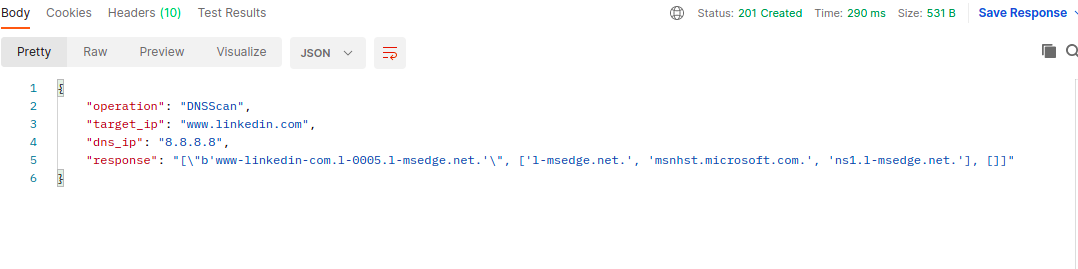 Body Cookies Headers (10) Test Results Status: 201 Created Time: 290 ms Size: 531 B Save Response
Pretty Raw Preview Visualize JSON
1 {
2 "operation": "DNSScan",
3 "target_ip": "www.linkedin.com",
4 "dns_ip": "8.8.8.8",
5 "response": "[\"b'www-linkedin-com.l-0005.l-msedge.net.'\", ['l-msedge.net.', 'msnhst.microsoft.com.', 'ns1.l-msedge.net.'], []]"
6 }